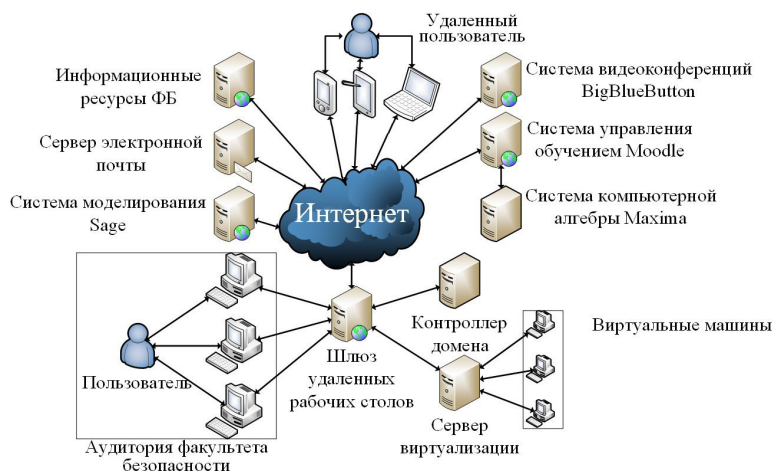 Удаленный
пользователь
Информационные
ресурсы ФБ
Система видеоконференций
BigBlueButton
Сервер электронной
почты
Система управления
обучением Moodle
Система моделирования
Sage
Интернет
Система компьютерной
алгебры Maxima
Контроллер
домена
Виртуальные машины
Пользователь
Шлюз
удаленных
рабочих столов
Сервер
виртуализации
Аудитория факультета
безопасности